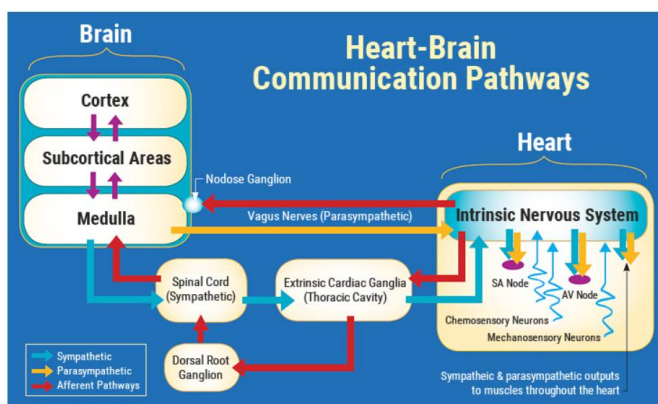 Brain
Heart-Brain
Communication Pathways
Cortex
Subcortical Areas
Medulla
Nodose Ganglion
Vagus Nerves (Parasympathetic)
Heart
Intrinsic Nervous System
SA Node
AV Node
Chemosensory Neurons
Mechanosensory Neurons
Spinal Cord
(Sympathetic)
Extrinsic Cardiac Ganglia
(Thoracic Cavity)
Dorsal Root
Ganglion
Sympathetic
Parasympathetic
Afferent Pathways
Sympatheic & parasympathetic outputs
to muscles throughout the heart